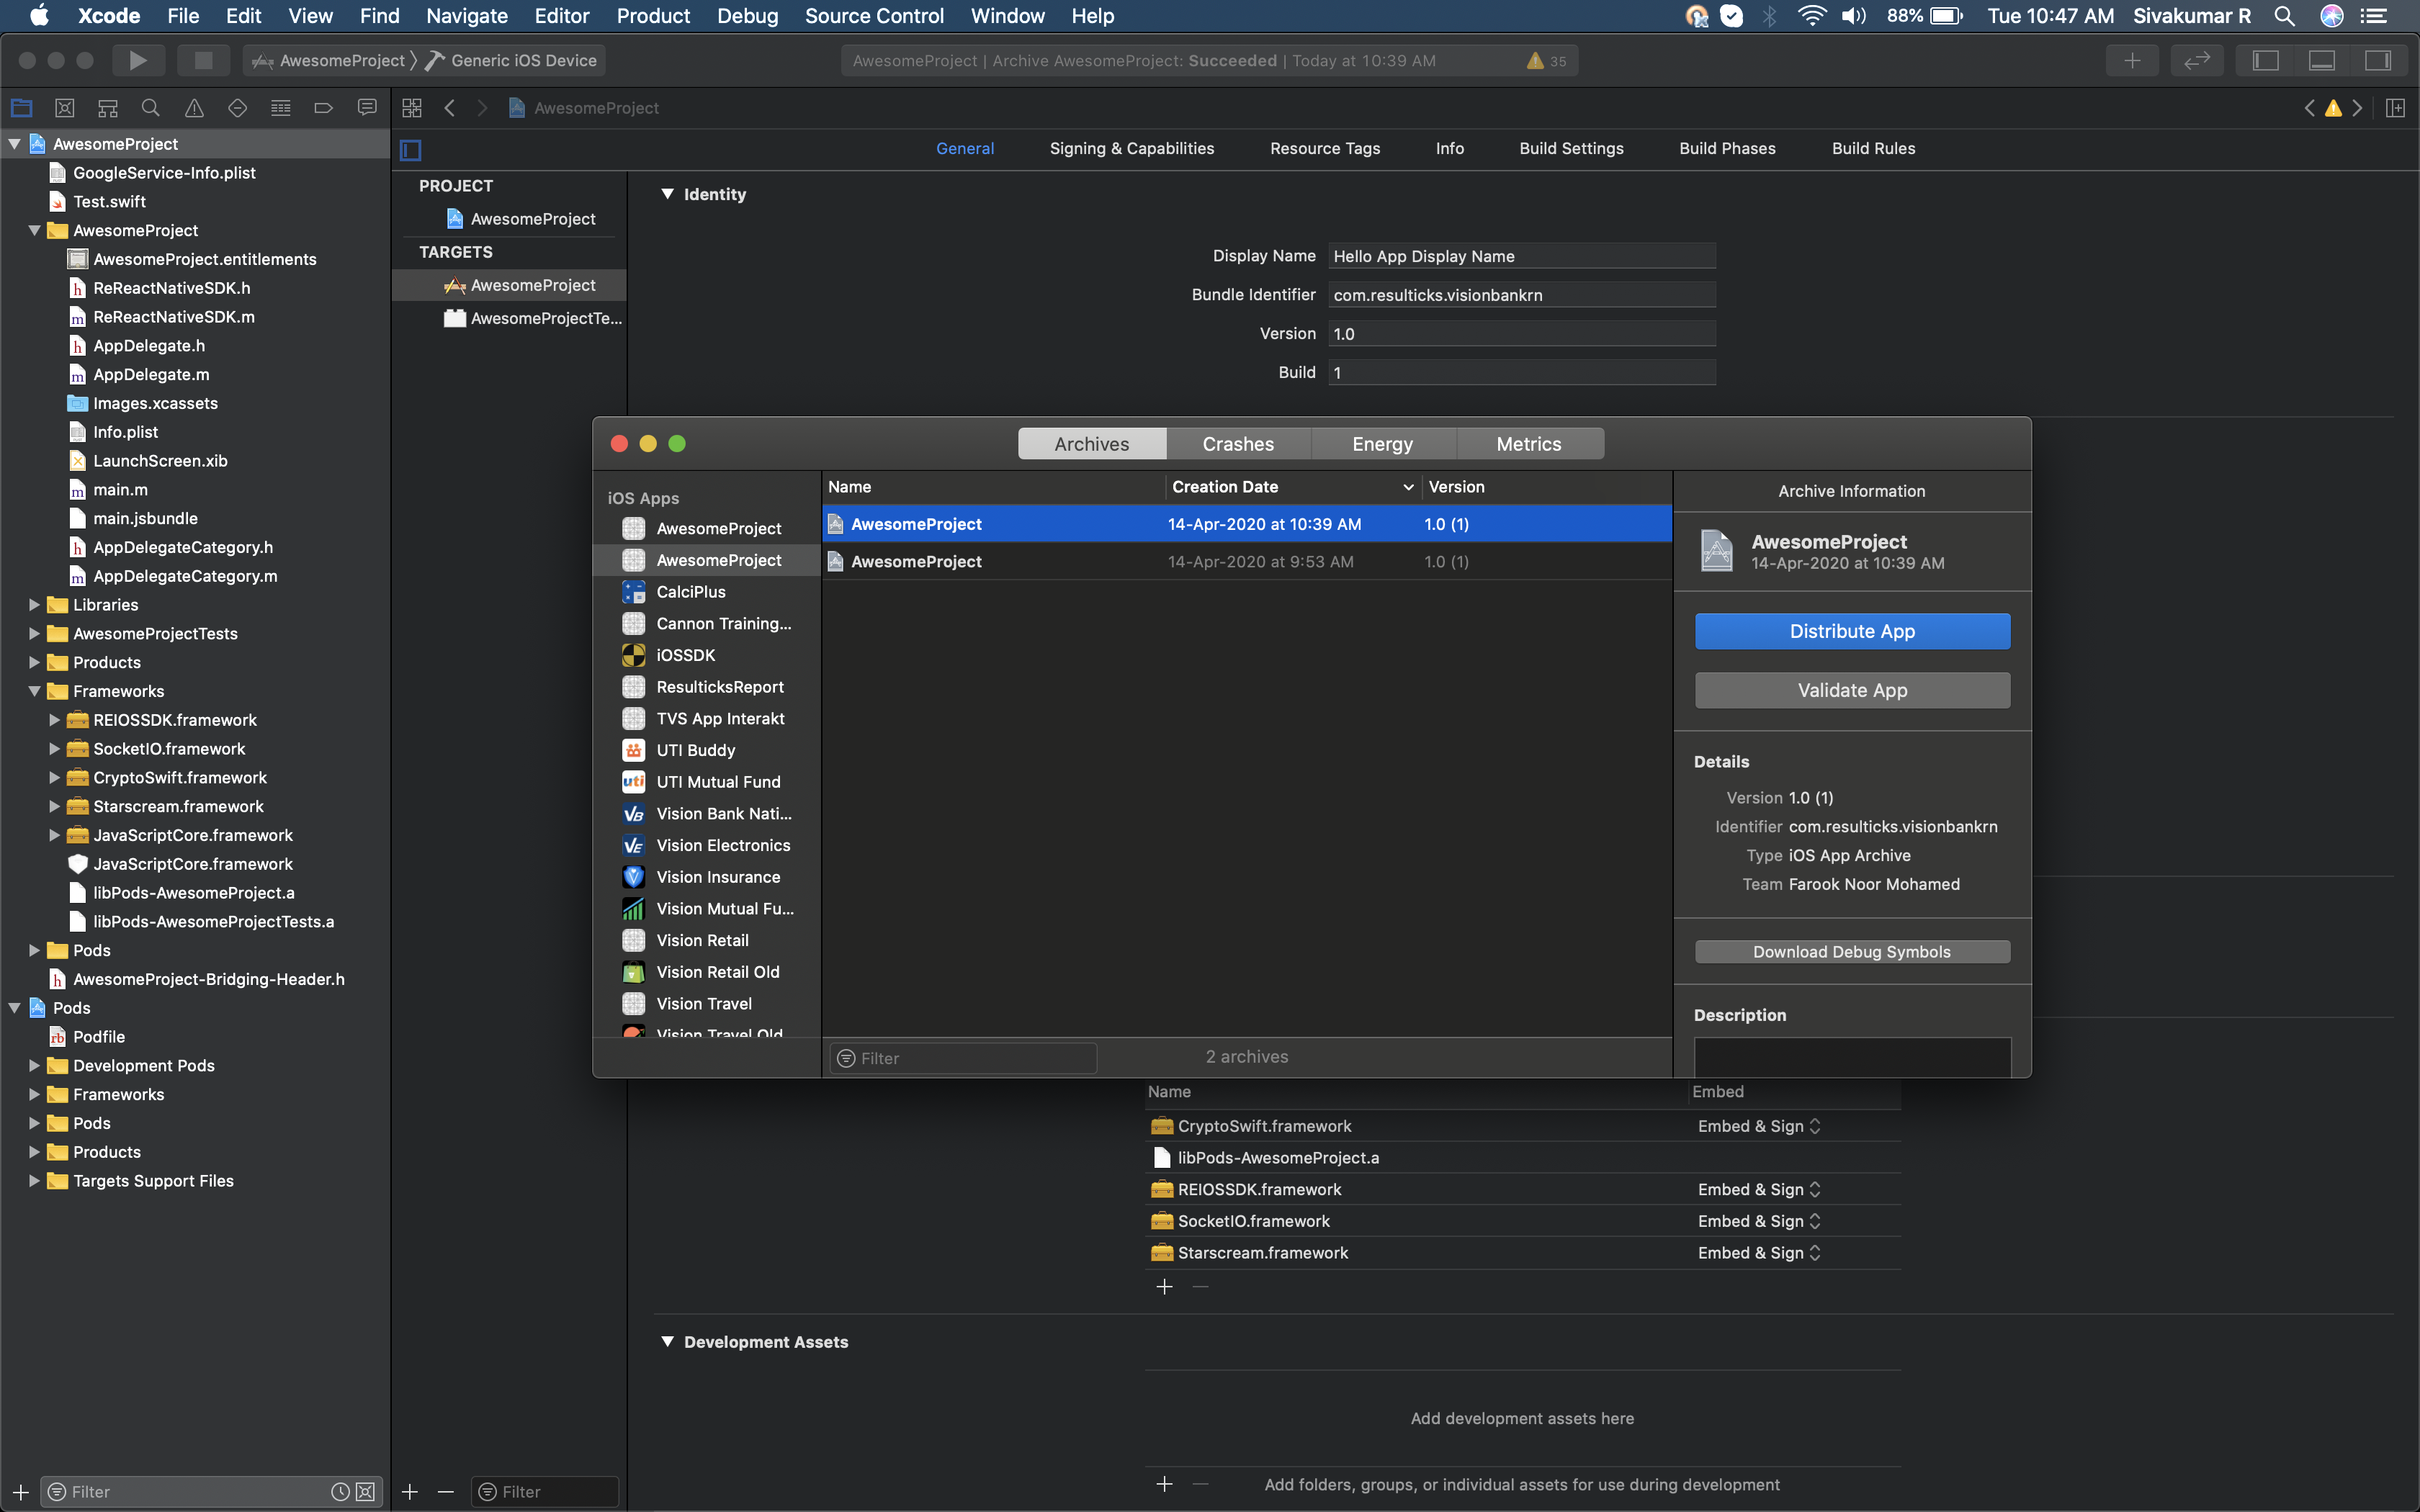 Xcode File Edit View Find Navigate Editor Product Debug Source Control Window Help 88% Tue 10:47 AM Sivakumar R
AwesomeProject Generic iOS Device AwesomeProject | Archive AwesomeProject: Succeeded | Today at 10:39 AM 35
AwesomeProject
General Signing & Capabilities Resource Tags Info Build Settings Build Phases Build Rules
AwesomeProject
GoogleService-Info.plist
Test.swift
AwesomeProject
AwesomeProject.entitlements
ReReactNativeSDK.h
ReReactNativeSDK.m
AppDelegate.h
AppDelegate.m
Images.xcassets
Info.plist
LaunchScreen.xib
main.m
main.jsbundle
AppDelegateCategory.h
AppDelegateCategory.m
Libraries
AwesomeProjectTests
Products
Frameworks
REIOSSDK.framework
SocketIO.framework
CryptoSwift.framework
Starscream.framework
JavaScriptCore.framework
JavaScriptCore.framework
libPods-AwesomeProject.a
libPods-AwesomeProjectTests.a
Pods
AwesomeProject-Bridging-Header.h
Pods
Podfile
Development Pods
Frameworks
Pods
Products
Targets Support Files
Filter
PROJECT
AwesomeProject
TARGETS
AwesomeProject
AwesomeProjectTe...
Filter
Identity
Display Name Hello App Display Name
Bundle Identifier com.resulticks.visionbankrn
Version 1.0
Build 1
Archives Crashes Energy Metrics
iOS Apps
AwesomeProject
AwesomeProject
CalciPlus
Cannon Training...
iOSSDK
ResulticksReport
TVS App Interakt
UTI Buddy
UTI Mutual Fund
Vision Bank Nati...
Vision Electronics
Vision Insurance
Vision Mutual Fu...
Vision Retail
Vision Retail Old
Vision Travel
Vision Travel Old
Name Creation Date Version
AwesomeProject 14-Apr-2020 at 10:39 AM 1.0 (1)
AwesomeProject 14-Apr-2020 at 9:53 AM 1.0 (1)
Filter 2 archives
Archive Information
AwesomeProject
14-Apr-2020 at 10:39 AM
Distribute App
Validate App
Details
Version 1.0 (1)
Identifier com.resulticks.visionbankrn
Type iOS App Archive
Team Farook Noor Mohamed
Download Debug Symbols
Description
Name Embed
CryptoSwift.framework Embed & Sign
libPods-AwesomeProject.a
REIOSSDK.framework Embed & Sign
SocketIO.framework Embed & Sign
Starscream.framework Embed & Sign
Development Assets
Add development assets here
Add folders, groups, or individual assets for use during development